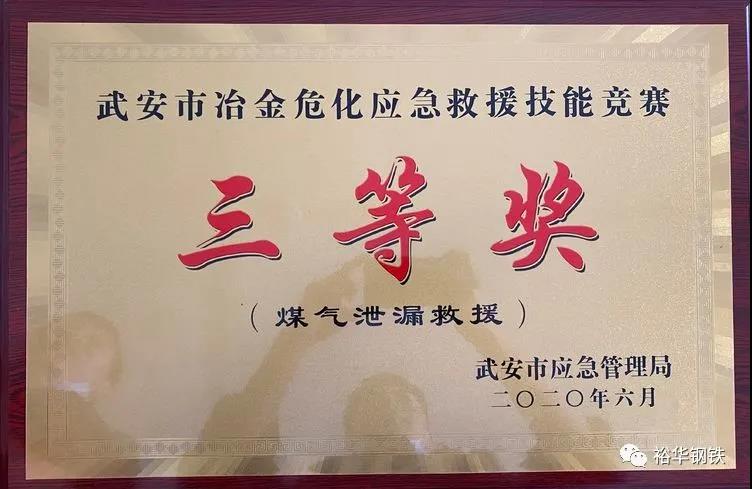 武安市冶金危化应急救援技能竞赛
三等奖
（煤气泄漏救援）
武安市应急管理局
二〇二〇年六月
裕华钢铁